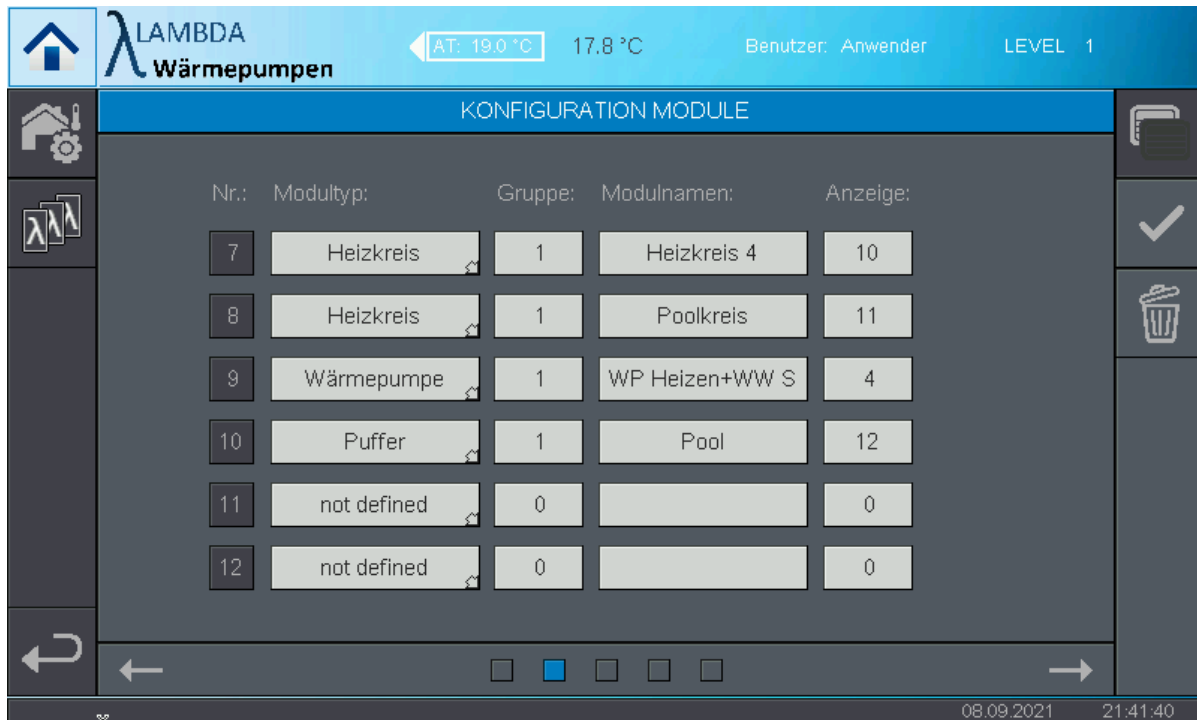 LAMBDA
Wärmepumpen
AT: 19.0 °C 17.8 °C Benutzer: Anwender LEVEL 1
KONFIGURATION MODULE
Nr.: Modultyp: Gruppe: Modulnamen: Anzeige:
7 Heizkreis 1 Heizkreis 4 10
8 Heizkreis 1 Poolkreis 11
9 Wärmepumpe 1 WP Heizen+WW S 4
10 Puffer 1 Pool 12
11 not defined 0 0
12 not defined 0 0
08.09.2021 21:41:40